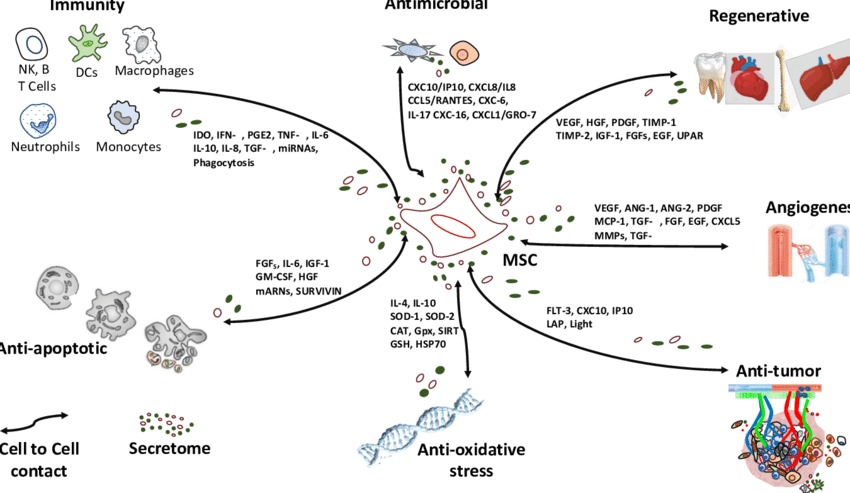 Immunity
NK, B
T Cells
DCs
Macrophages
Neutrophils
Monocytes
IDO, IFN- , PGE2, TNF- , IL-6
IL-10, IL-8, TGF- , miRNAs,
Phagocytosis
Antimicrobial
CXC10/IP10, CXCL8/IL8
CCL5/RANTES, CXC-6,
IL-17 CXC-16, CXCL1/GRO-7
Regenerative
VEGF, HGF, PDGF, TIMP-1
TIMP-2, IGF-1, FGFs, EGF, UPAR
VEGF, ANG-1, ANG-2, PDGF
MCP-1, TGF- , FGF, EGF, CXCL5
MMPs, TGF-
Angiogenes
MSC
FGFs, IL-6, IGF-1
GM-CSF, HGF
mARNs, SURVIVIN
Anti-apoptotic
IL-4, IL-10
SOD-1, SOD-2
CAT, Gpx, SIRT
GSH, HSP70
FLT-3, CXC10, IP10
LAP, Light
Anti-tumor
Cell to Cell
contact
Secretome
Anti-oxidative
stress